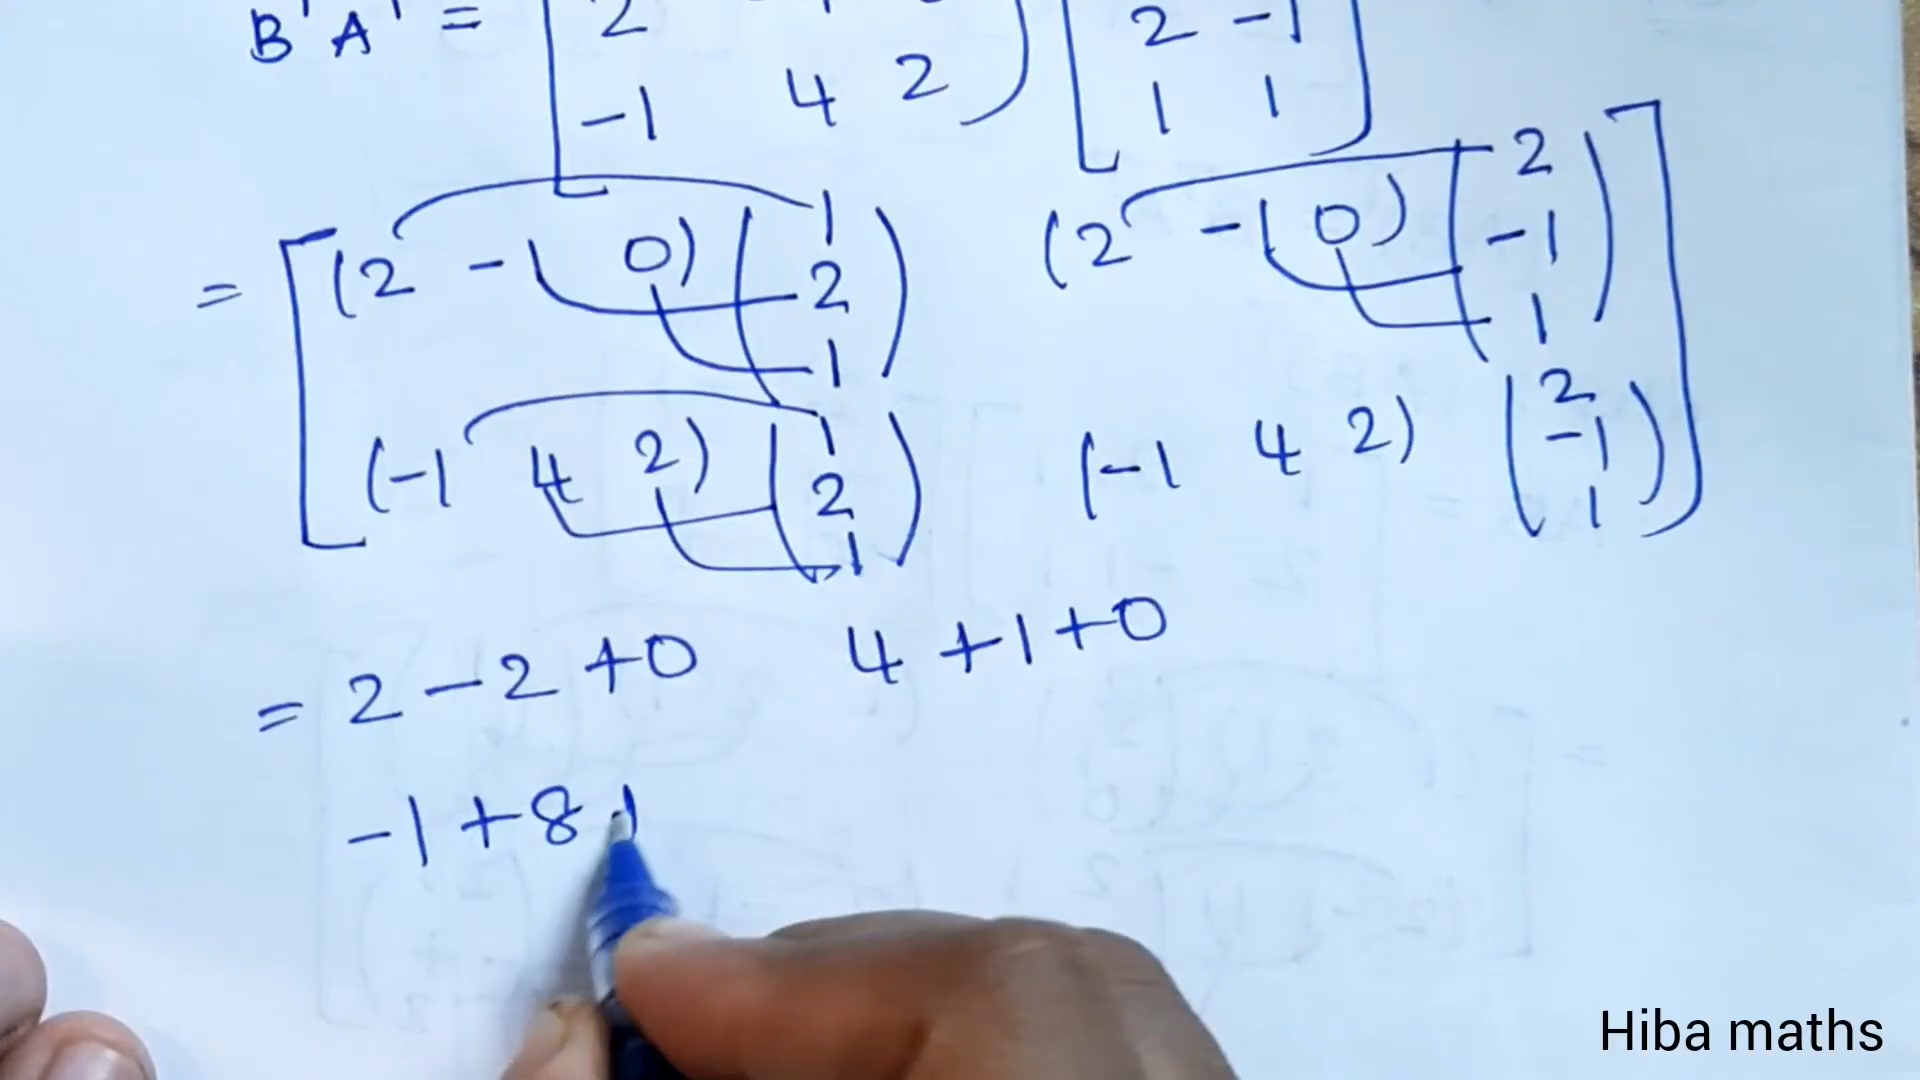 B' A' = [ 2
-1 4 2 ) [ 2 -1
1 1 ]
= [ (2 -1 0) ( 1 2 1 ) (2 -1 0) ( 2 -1 1 )
(-1 4 2) ( 1 2 1 ) (-1 4 2) ( 2 -1 1 ) ]
= 2 - 2 + 0 4 + 1 + 0
-1 + 8
Hiba maths